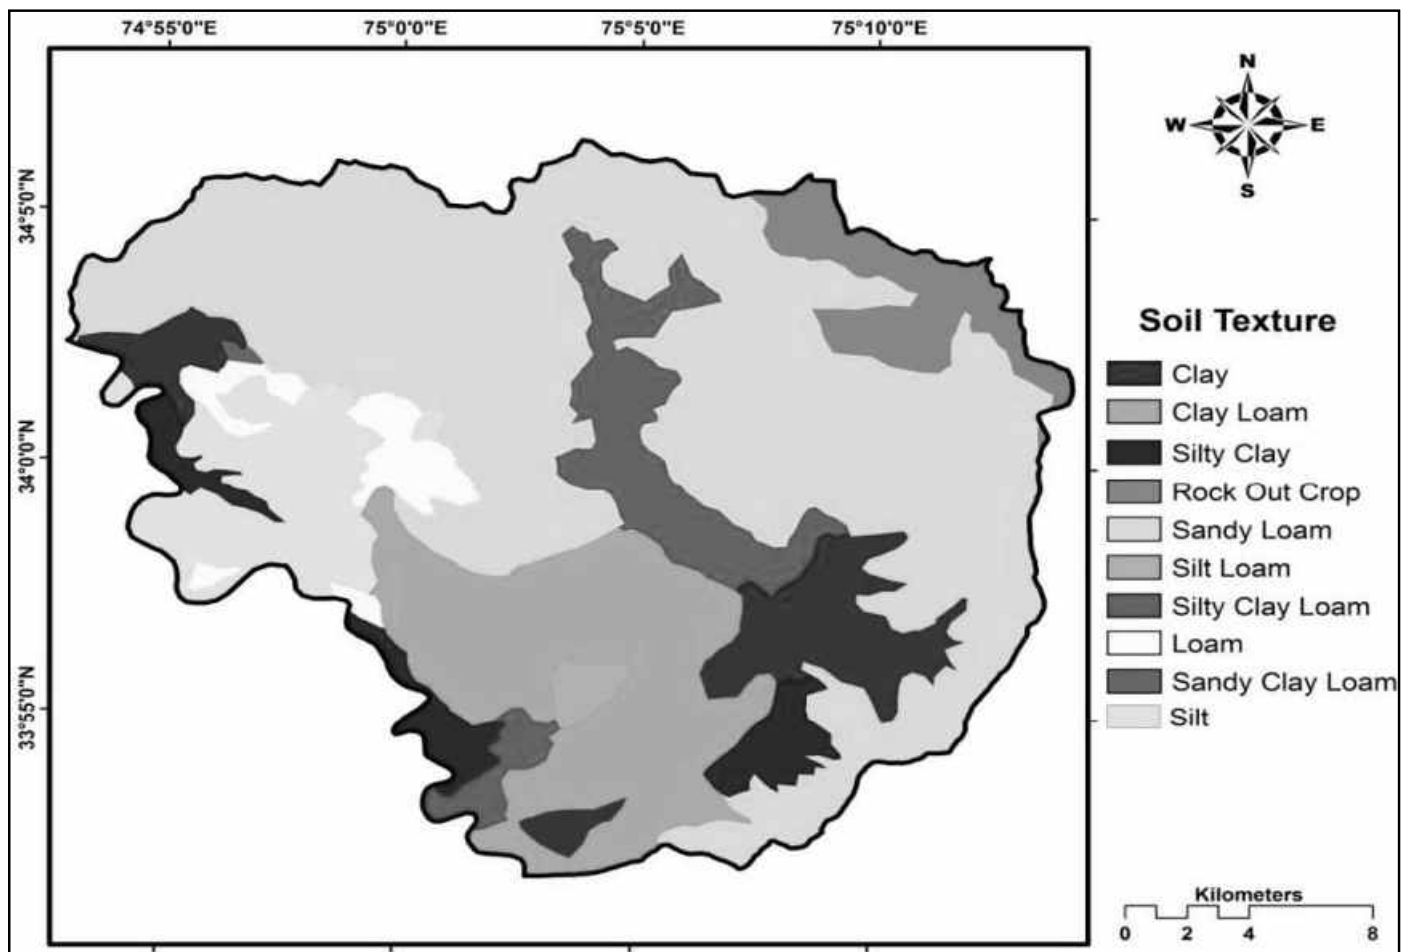 74°55'0"E 75°0'0"E 75°5'0"E 75°10'0"E
34°5'0"N
34°0'0"N
33°55'0"N
N
W E
S
Soil Texture
Clay
Clay Loam
Silty Clay
Rock Out Crop
Sandy Loam
Silt Loam
Silty Clay Loam
Loam
Sandy Clay Loam
Silt
Kilometers
0 2 4 8